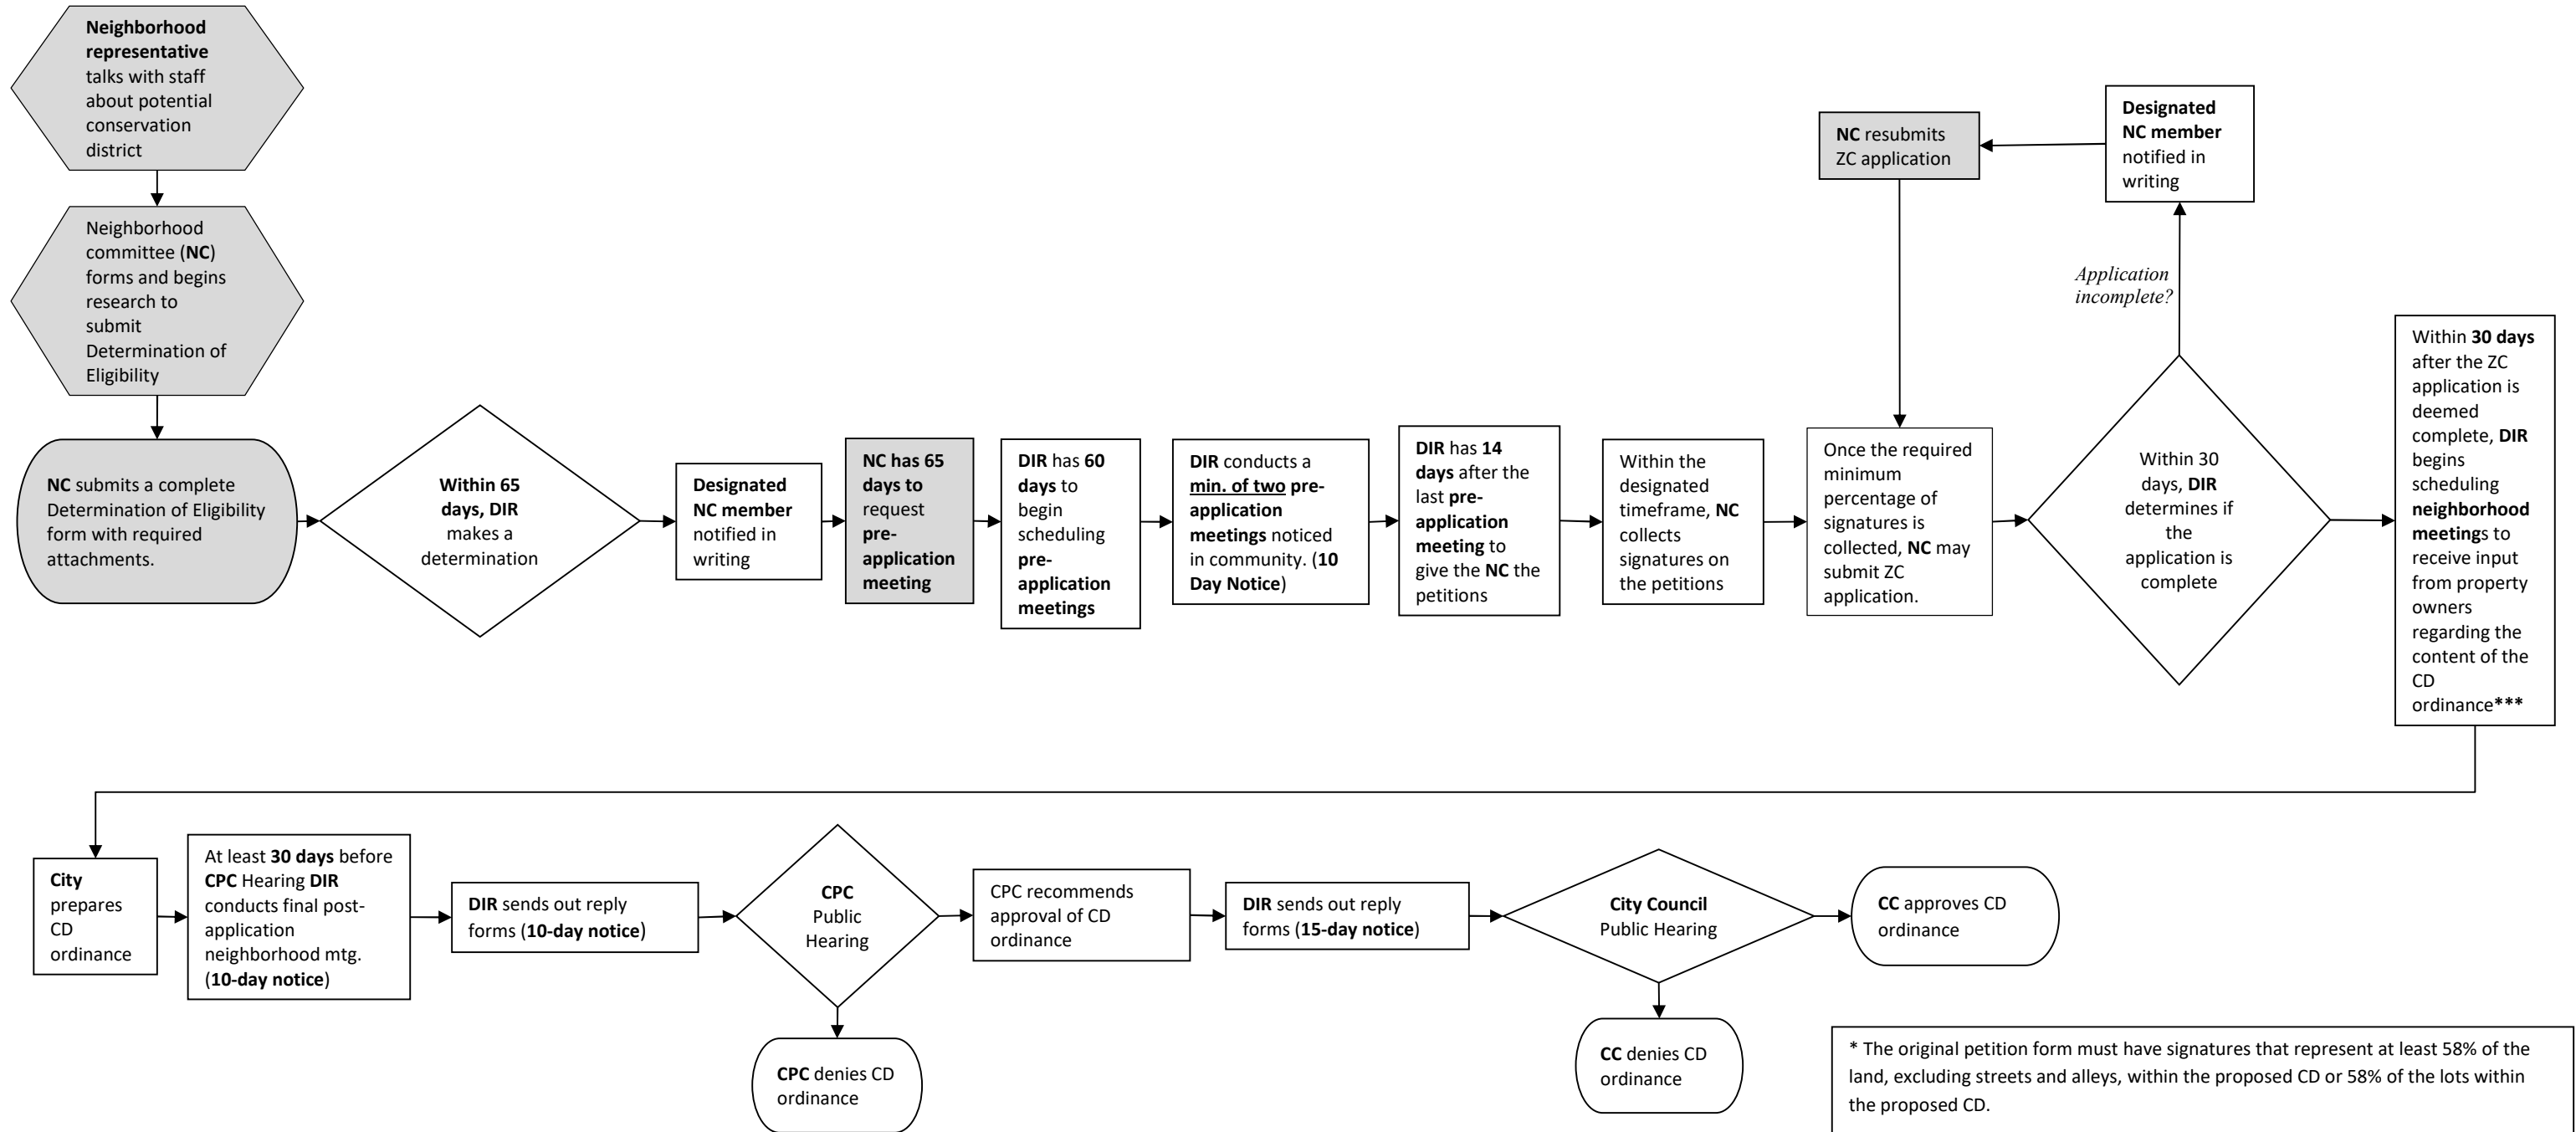 Neighborhood
representative
talks with staff
about potential
conservation
district
Neighborhood
committee (NC)
forms and begins
research to
submit
Determination of
Eligibility
NC submits a complete
Determination of Eligibility
form with required
attachments.
Within 65
days, DIR
makes a
determination
Designated
NC member
notified in
writing
NC has 65
days to
request
pre-
application
meeting
DIR has 60
days to
begin
scheduling
pre-
application
meetings
DIR conducts a
min. of two pre-
application
meetings noticed
in community. (10
Day Notice)
DIR has 14
days after the
last pre-
application
meeting to
give the NC the
petitions
Within the
designated
timeframe, NC
collects
signatures on
the petitions
Once the required
minimum
percentage of
signatures is
collected, NC may
submit ZC
application.
Within 30
days, DIR
determines if
the
application is
complete
Application
incomplete?
Designated
NC member
notified in
writing
NC resubmits
ZC application
Within 30 days
after the ZC
application is
deemed
complete, DIR
begins
scheduling
neighborhood
meetings to
receive input
from property
owners
regarding the
content of the
CD
ordinance***
City
prepares
CD
ordinance
At least 30 days before
CPC Hearing DIR
conducts final post-
application
neighborhood mtg.
(10-day notice)
DIR sends out reply
forms (10-day notice)
CPC
Public
Hearing
CPC denies CD
ordinance
CPC recommends
approval of CD
ordinance
DIR sends out reply
forms (15-day notice)
City Council
Public Hearing
CC denies CD
ordinance
CC approves CD
ordinance
* The original petition form must have signatures that represent at least 58% of the
land, excluding streets and alleys, within the proposed CD or 58% of the lots within
the proposed CD.